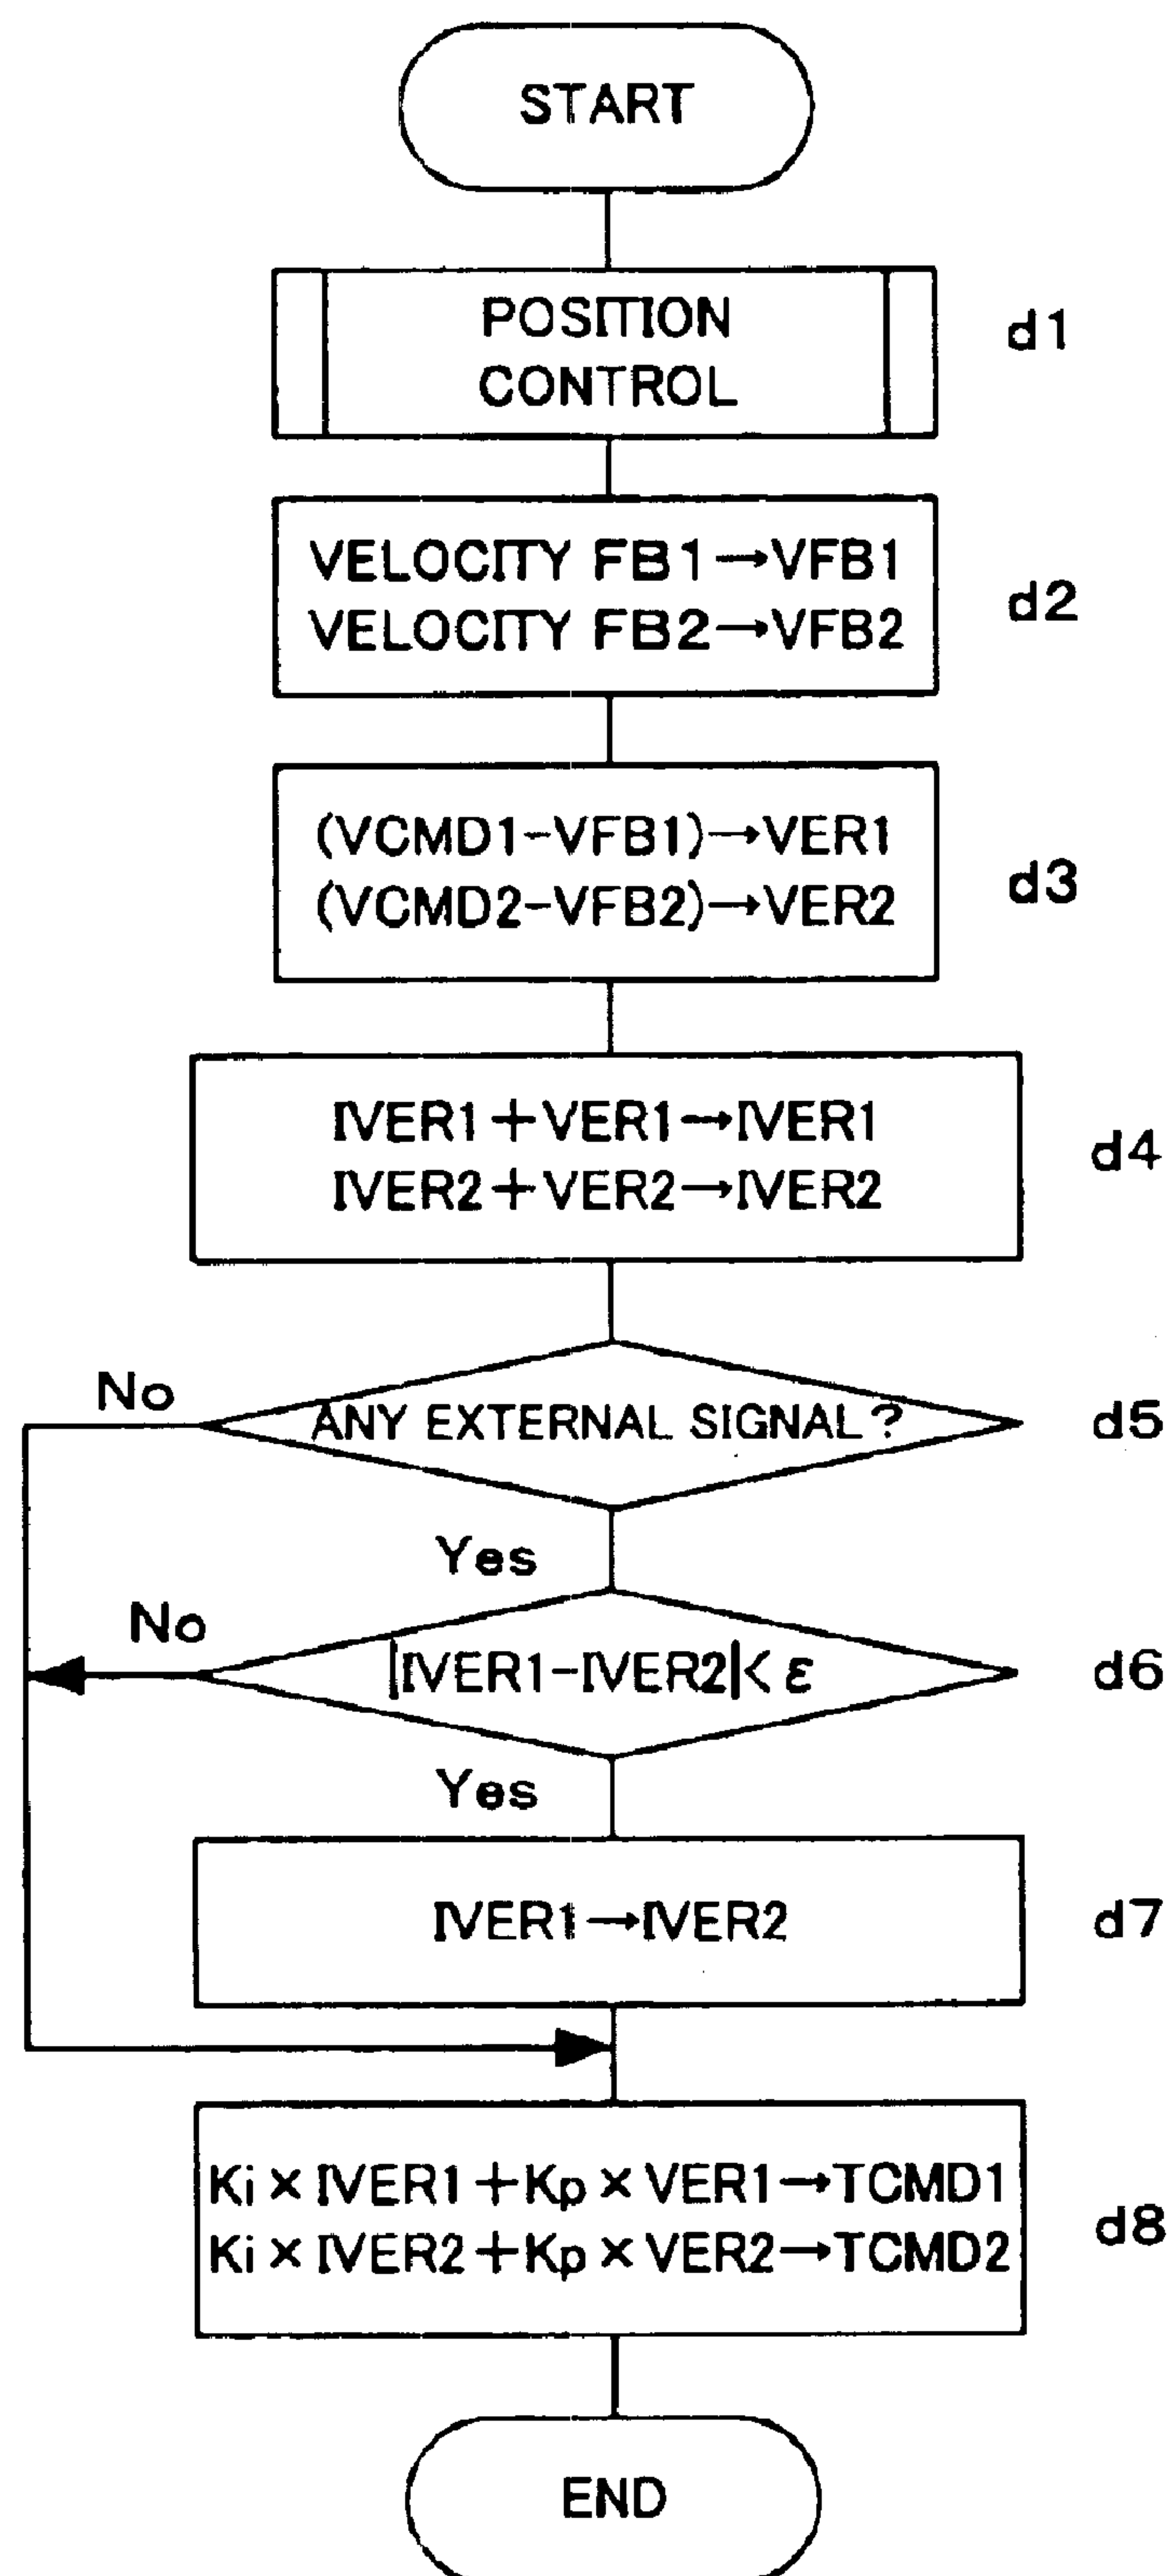 START
POSITION
CONTROL
d1
VELOCITY FB1→VFB1
VELOCITY FB2→VFB2
d2
(VCMD1-VFB1)→VER1
(VCMD2-VFB2)→VER2
d3
IVER1+VER1→IVER1
IVER2+VER2→IVER2
d4
No
ANY EXTERNAL SIGNAL?
d5
Yes
No
|IVER1-IVER2|< ε
d6
Yes
IVER1→IVER2
d7
Ki × IVER1+Kp × VER1→TCMD1
Ki × IVER2+Kp × VER2→TCMD2
d8
END